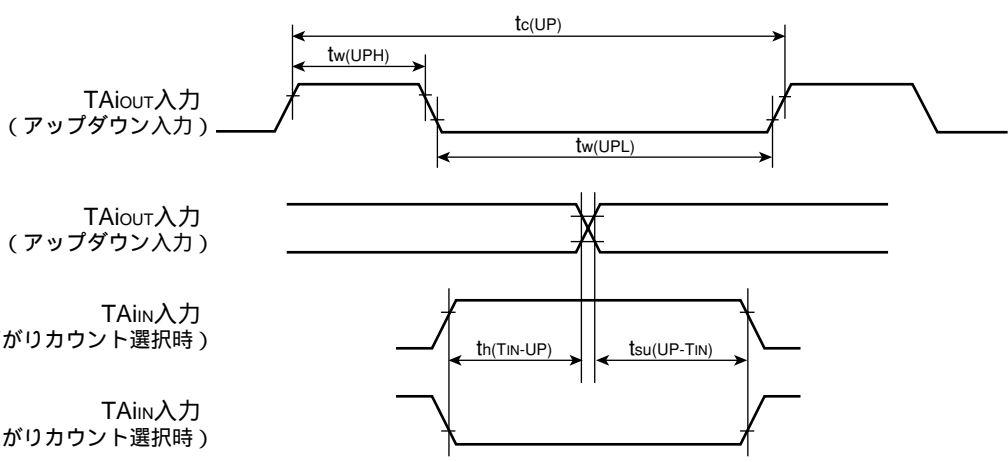 tc(UP)
tw(UPH)
TAiOUT入力
(アップダウン入力)
tw(UPL)
TAiOUT入力
(アップダウン入力)
TAiIN入力
がりカウント選択時)
th(TIN-UP)
tsu(UP-TIN)
TAiIN入力
がりカウント選択時)